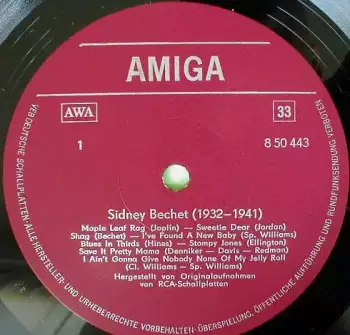 AMIGA
AWA
33
1
8 50 443
Sidney Bechet (1932–1941)
Maple Leaf Rag (Joplin) — Sweetie Dear (Jordan)
Shag (Bechet) — I've Found A New Baby (Sp. Williams)
Blues in Thirds (Hines) — Stompy Jones (Ellington)
Save It Pretty Mama (Denniker — Davis — Redman)
I Ain't Gonna Give Nobody None Of My Jelly Roll
(Cl. Williams — Sp. Williams)
Hergestellt von Originalaufnahmen
von RCA-Schallplatten
VEB DEUTSCHE SCHALLPLATTEN · ALLE HERSTELLER- UND URHEBERRECHTE VORBEHALTEN · ÜBERSPIELUNG, ÖFFENTLICHE AUFFÜHRUNG UND RUNDFUNKSENDUNG VERBOTEN